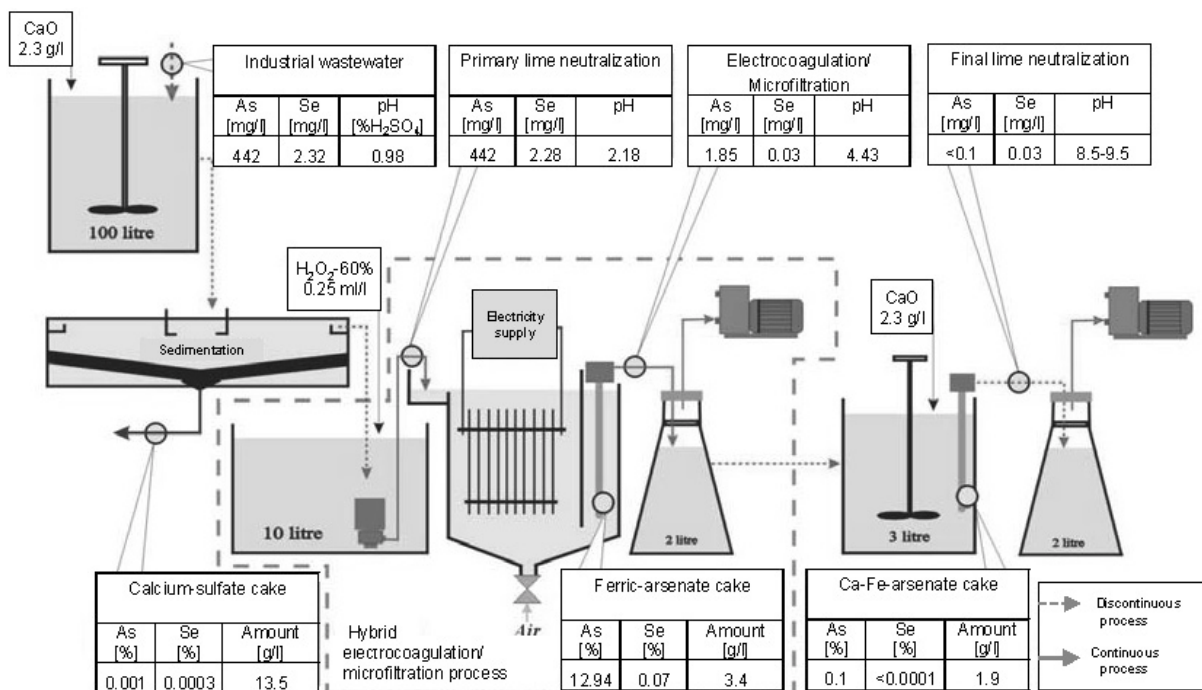 CaO
2.3 g/l
Industrial wastewater
As
[mg/l]
Se
[mg/l]
pH
[%H₂SO₄]
442
2.32
0.98
Primary lime neutralization
As
[mg/l]
Se
[mg/l]
pH
442
2.28
2.18
Electrocoagulation/
Microfiltration
As
[mg/l]
Se
[mg/l]
pH
1.85
0.03
4.43
Final lime neutralization
As
[mg/l]
Se
[mg/l]
pH
<0.1
0.03
8.5-9.5
100 litre
H₂O₂-60%
0.25 ml/l
Electricity
supply
CaO
2.3 g/l
Sedimentation
10 litre
2 litre
3 litre
2 litre
Air
Calcium-sulfate cake
As
[%]
Se
[%]
Amount
[g/l]
0.001
0.0003
13.5
Hybrid
electrocoagulation/
microfiltration process
Ferric-arsenate cake
As
[%]
Se
[%]
Amount
[g/l]
12.94
0.07
3.4
Ca-Fe-arsenate cake
As
[%]
Se
[%]
Amount
[g/l]
0.1
<0.0001
1.9
Discontinuous
process
Continuous
process